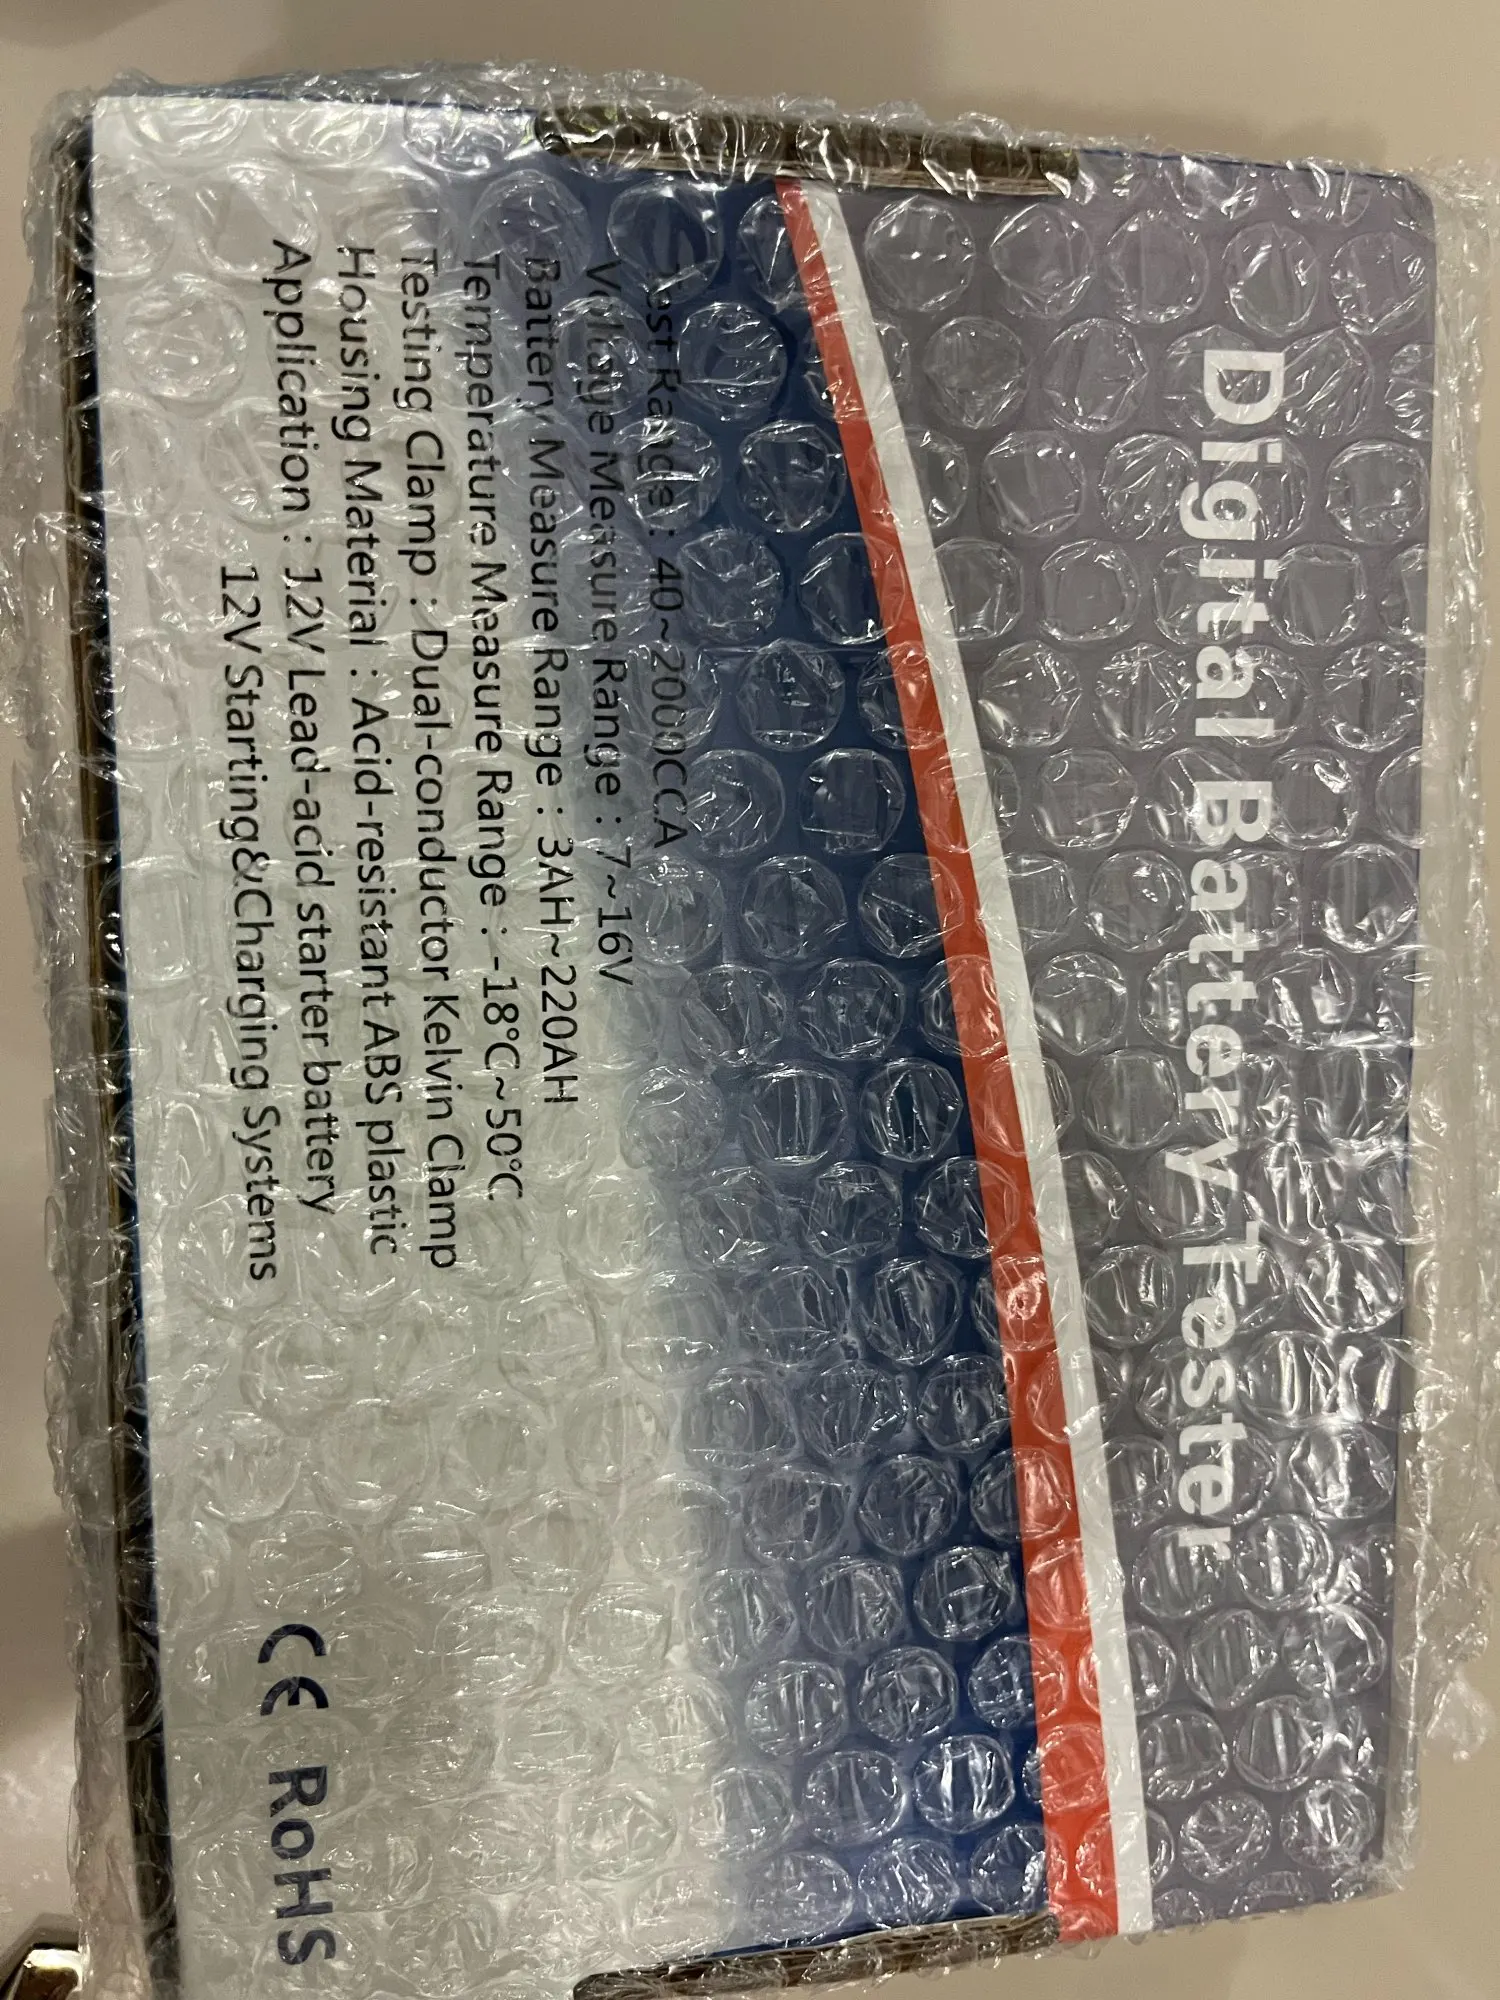 Digital Battery Tester
Test Range : 40~2000CCA
Voltage Measure Range : 7~16V
Battery Measure Range : 3AH~220AH
Temperature Measure Range : -18°C~50°C
Testing Clamp : Dual-conductor Kelvin Clamp
Housing Material : Acid-resistant ABS plastic
Application : 12V Lead-acid starter battery
12V Starting&Charging Systems
CE RoHS